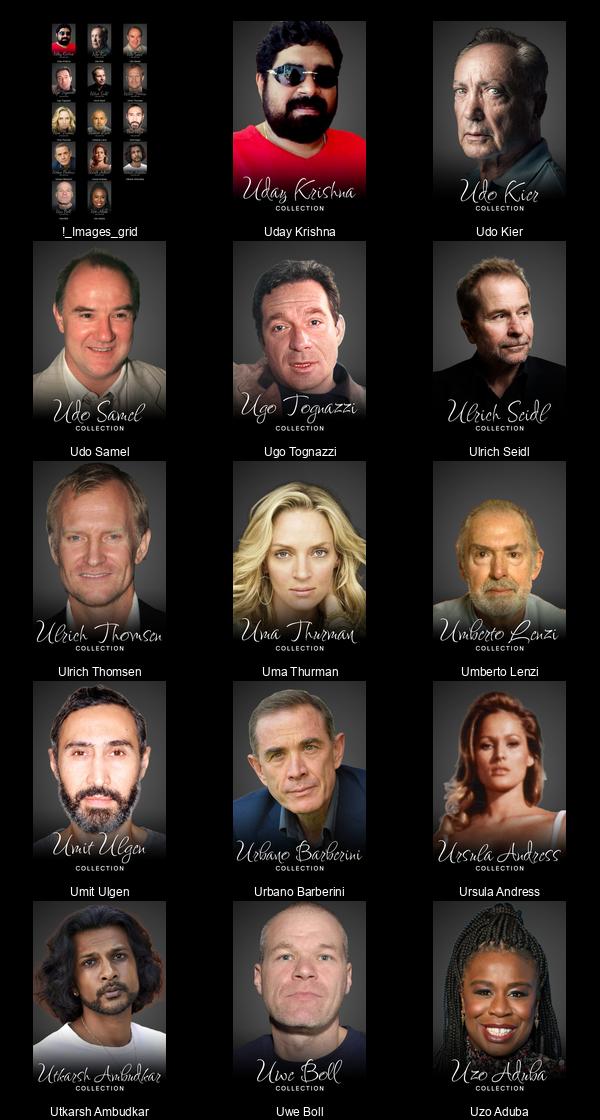 Uday Krishna
COLLECTION
Udo Kier
COLLECTION
!_Images_grid
Uday Krishna
Udo Kier
Udo Samel
COLLECTION
Ugo Tognazzi
COLLECTION
Ulrich Seidl
COLLECTION
Udo Samel
Ugo Tognazzi
Ulrich Seidl
Ulrich Thomsen
COLLECTION
Uma Thurman
COLLECTION
Umberto Lenzi
COLLECTION
Ulrich Thomsen
Uma Thurman
Umberto Lenzi
Umit Ulgen
COLLECTION
Urbano Barberini
COLLECTION
Ursula Andress
COLLECTION
Umit Ulgen
Urbano Barberini
Ursula Andress
Utkarsh Ambudkar
COLLECTION
Uwe Boll
COLLECTION
Uzo Aduba
COLLECTION
Utkarsh Ambudkar
Uwe Boll
Uzo Aduba